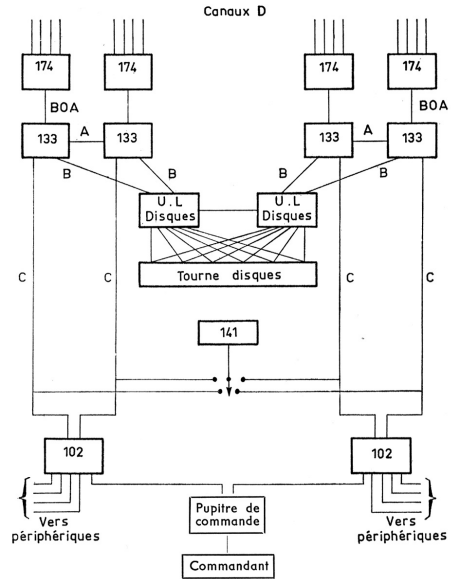 Canaux D
174
174
174
174
BOA
BOA
133
A
133
133
A
133
B
B
B
B
U.L
Disques
U.L
Disques
Tourne disques
C
C
C
C
141
102
102
Vers
périphériques
Pupitre de
commande
Vers
périphériques
Commandant